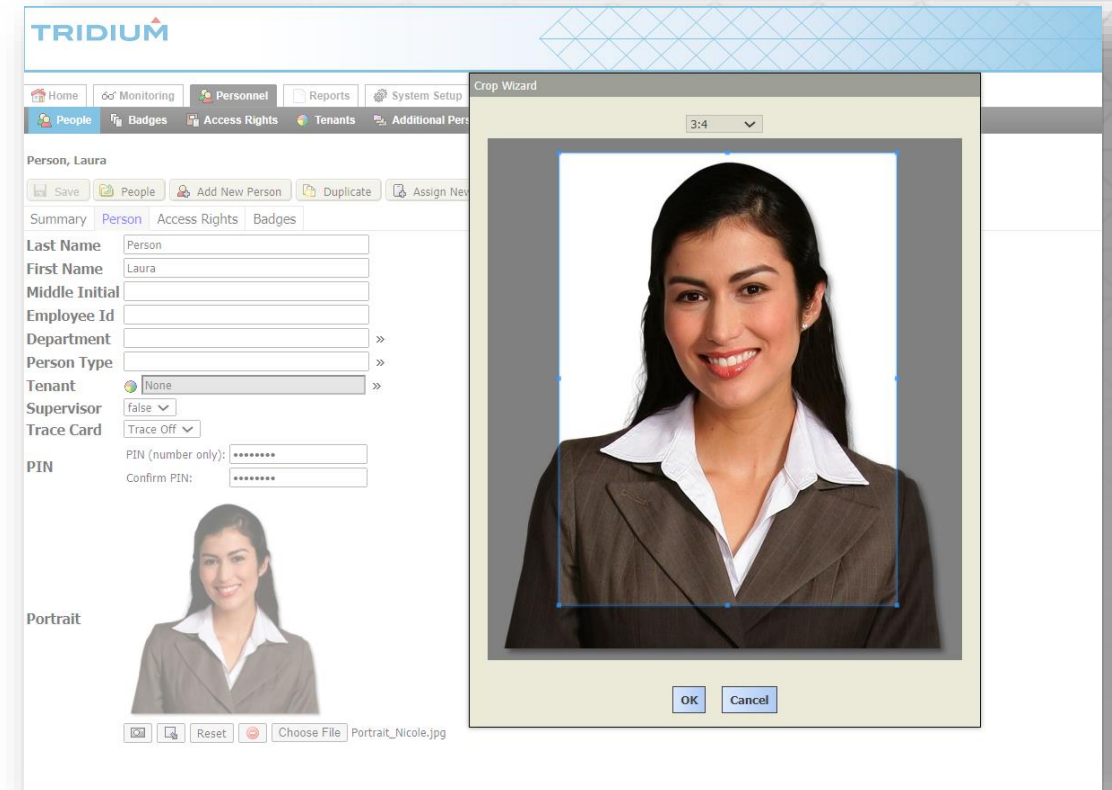 TRIDIUM
Home Monitoring Personnel Reports System Setup
People Badges Access Rights Tenants Additional Pers
Person, Laura
Save People Add New Person Duplicate Assign New
Summary Person Access Rights Badges
Last Name Person
First Name Laura
Middle Initial
Employee Id
Department »
Person Type »
Tenant None »
Supervisor false
Trace Card Trace Off
PIN
PIN (number only): ••••••••
Confirm PIN: ••••••••
Portrait
Reset Choose File Portrait_Nicole.jpg
Crop Wizard
3:4
OK Cancel